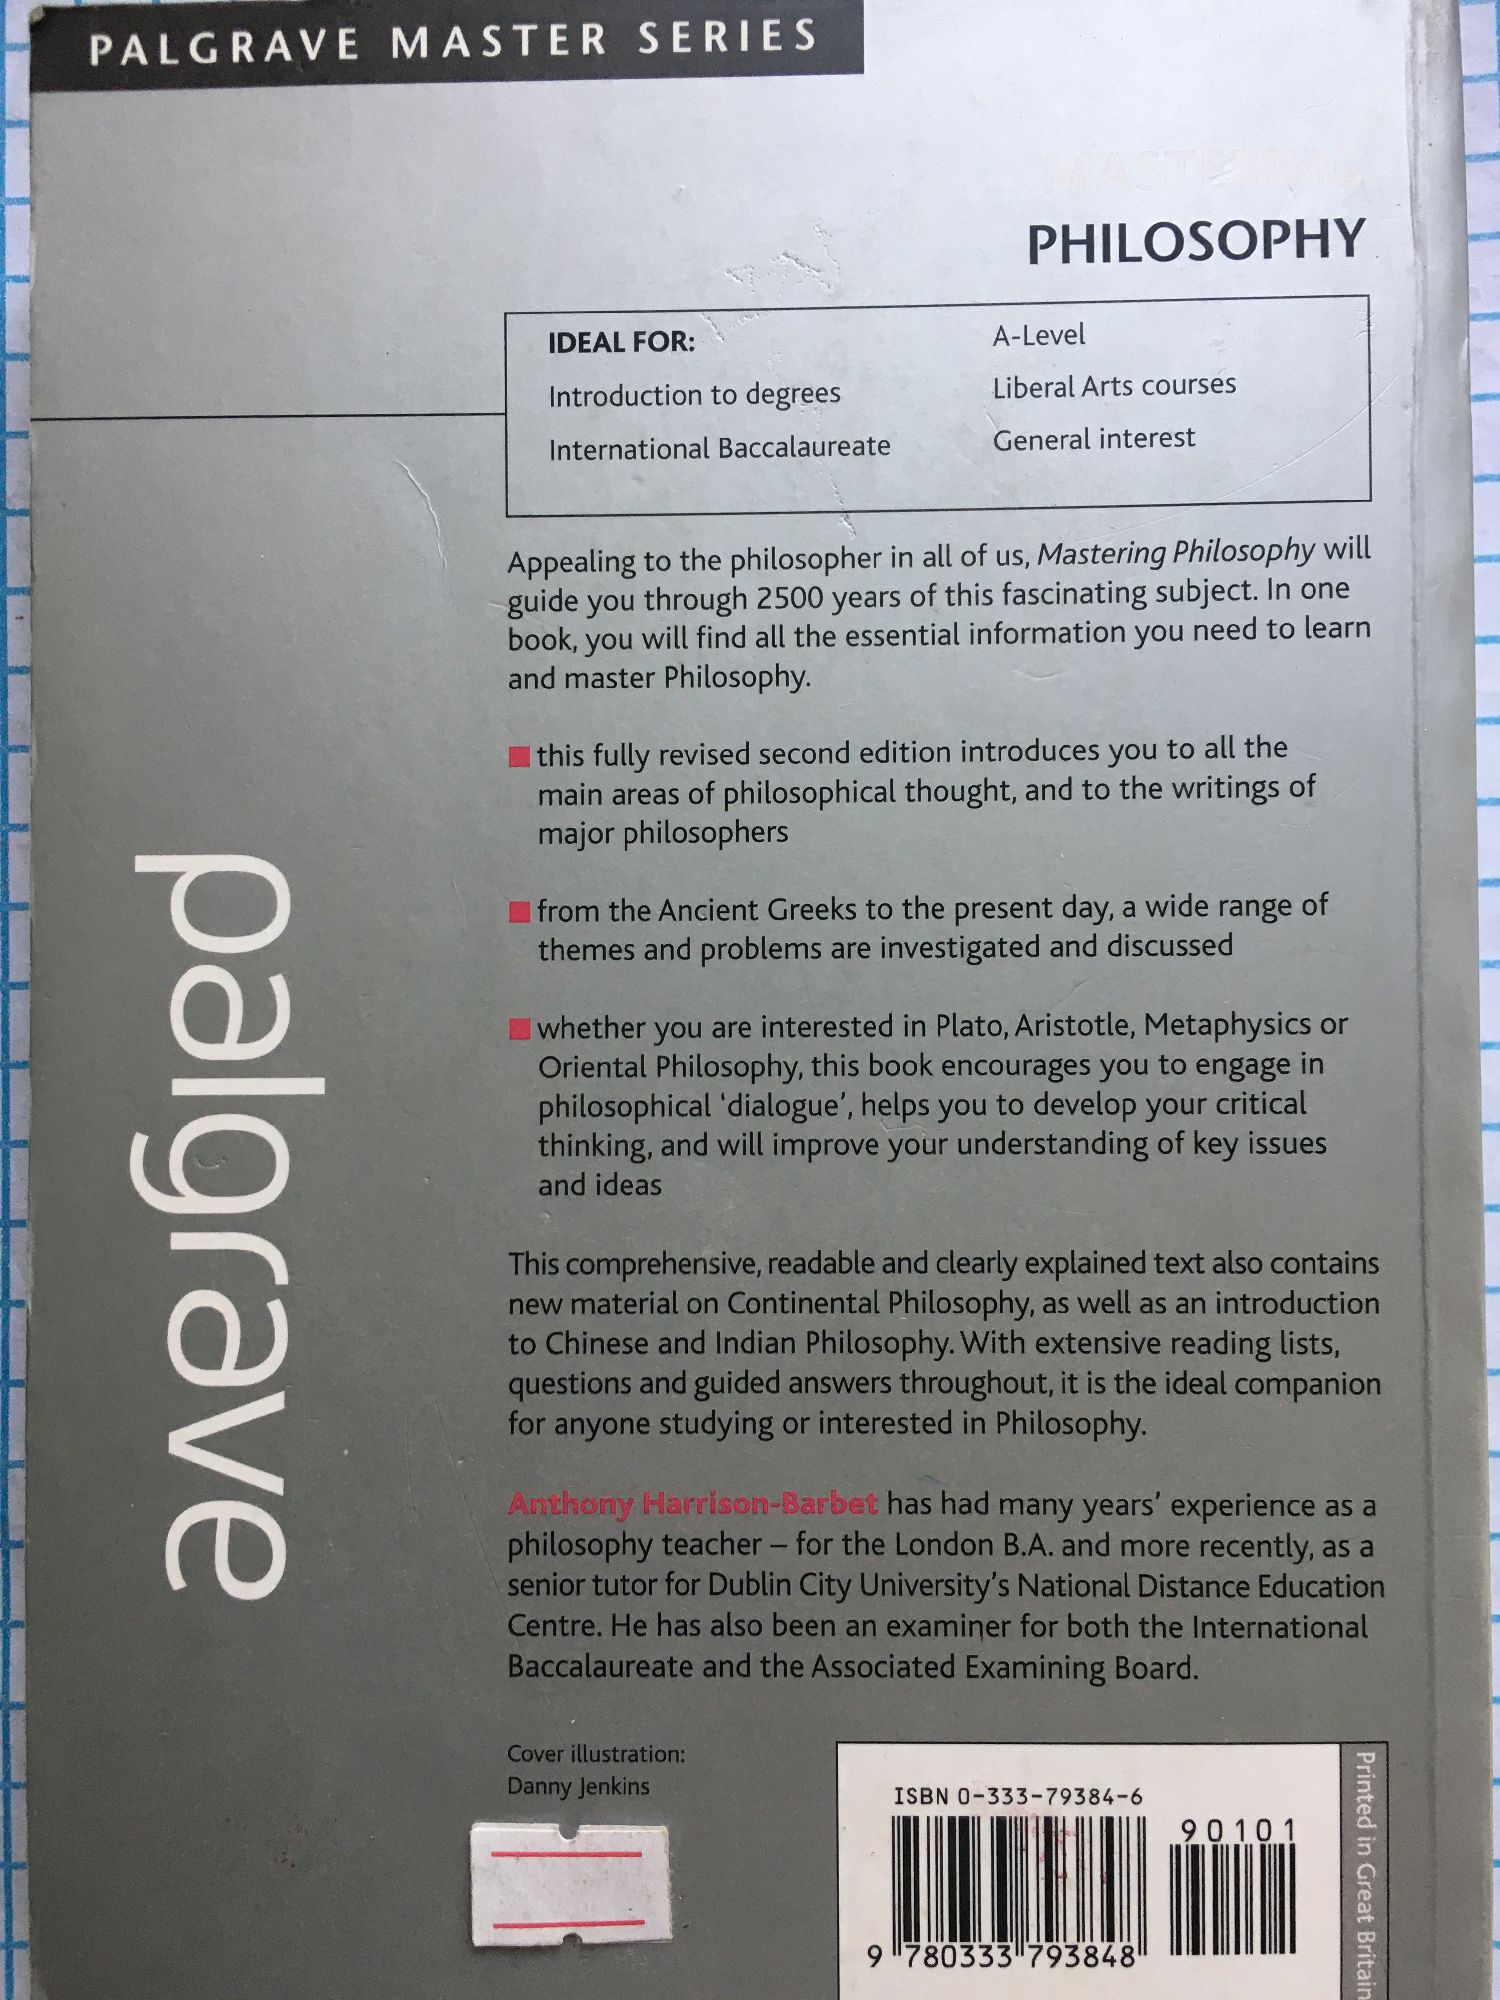 PALGRAVE MASTER SERIES
MASTERING
PHILOSOPHY
IDEAL FOR:
Introduction to degrees
International Baccalaureate
A-Level
Liberal Arts courses
General interest
Appealing to the philosopher in all of us, Mastering Philosophy will
guide you through 2500 years of this fascinating subject. In one
book, you will find all the essential information you need to learn
and master Philosophy.
this fully revised second edition introduces you to all the
main areas of philosophical thought, and to the writings of
major philosophers
from the Ancient Greeks to the present day, a wide range of
themes and problems are investigated and discussed
whether you are interested in Plato, Aristotle, Metaphysics or
Oriental Philosophy, this book encourages you to engage in
philosophical ‘dialogue’, helps you to develop your critical
thinking, and will improve your understanding of key issues
and ideas
This comprehensive, readable and clearly explained text also contains
new material on Continental Philosophy, as well as an introduction
to Chinese and Indian Philosophy. With extensive reading lists,
questions and guided answers throughout, it is the ideal companion
for anyone studying or interested in Philosophy.
Anthony Harrison-Barbet has had many years’ experience as a
philosophy teacher – for the London B.A. and more recently, as a
senior tutor for Dublin City University’s National Distance Education
Centre. He has also been an examiner for both the International
Baccalaureate and the Associated Examining Board.
palgrave
Cover illustration:
Danny Jenkins
ISBN 0-333-79384-6
90101
9 780333 793848
Printed in Great Britain